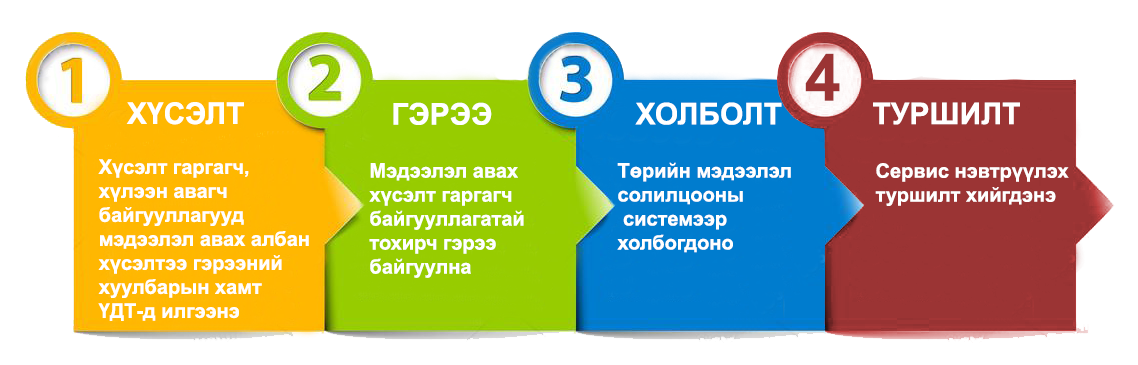 1
ХҮСЭЛТ
Хүсэлт гаргагч,
хүлээн авагч
байгууллагууд
мэдээлэл авах албан
хүсэлтээ гэрээний
хуулбарын хамт
ҮДТ-д илгээнэ
2
ГЭРЭЭ
Мэдээлэл авах
хүсэлт гаргагч
байгууллагатай
тохирч гэрээ
байгуулна
3
ХОЛБОЛТ
Төрийн мэдээлэл
солилцооны
системээр
холбогдоно
4
ТУРШИЛТ
Сервис нэвтрүүлэх
туршилт хийгдэнэ